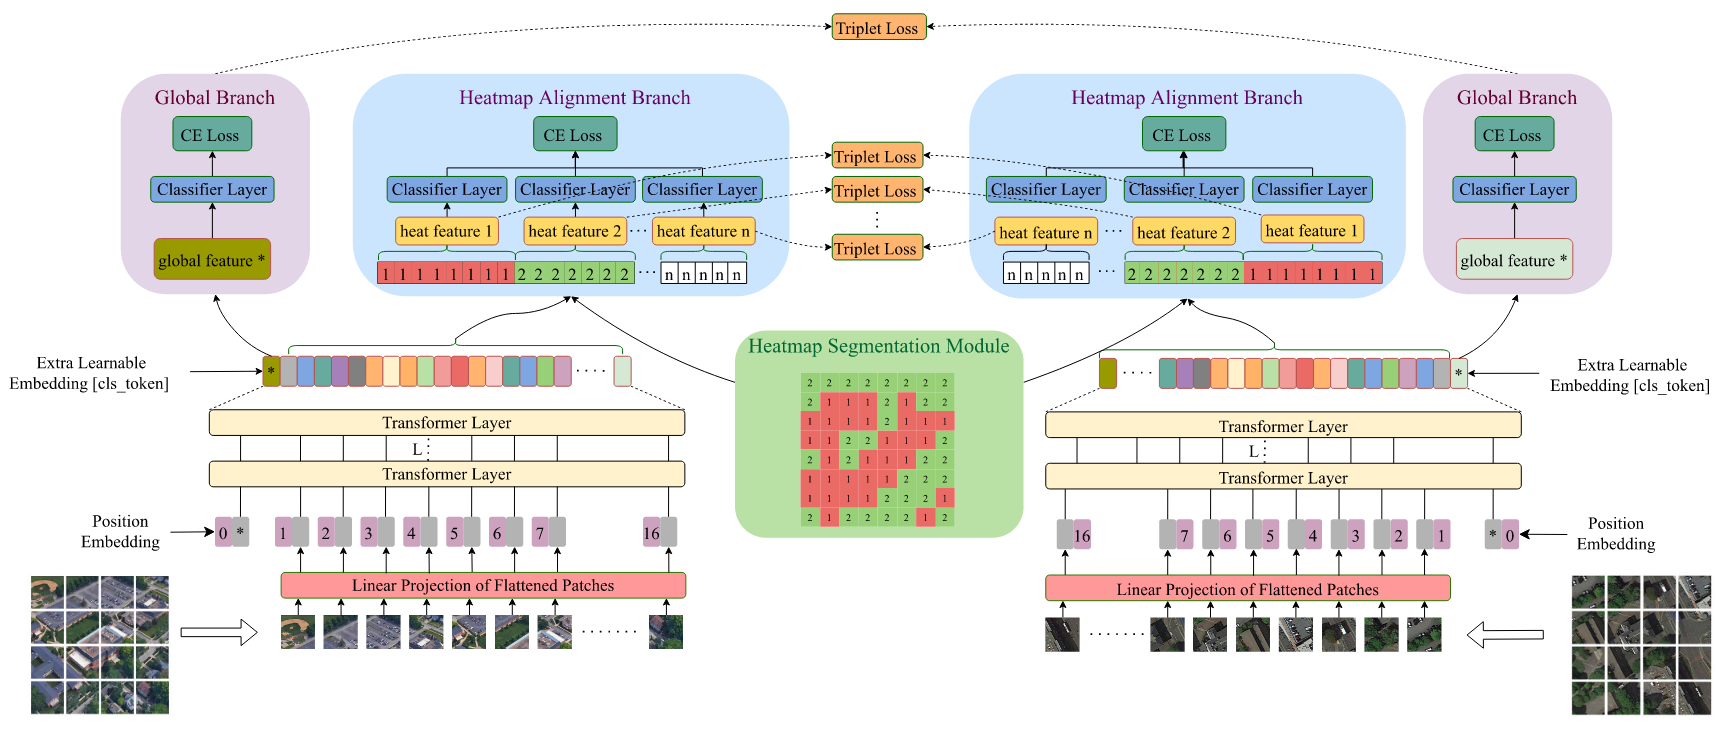 Triplet Loss
Global Branch
Heatmap Alignment Branch
Heatmap Alignment Branch
Global Branch
CE Loss
CE Loss
CE Loss
CE Loss
Triplet Loss
Classifier Layer
Classifier Layer
Classifier Layer
Classifier Layer
Triplet Loss
Classifier Layer
Classifier Layer
Classifier Layer
Classifier Layer
heat feature 1
heat feature 2
heat feature n
Triplet Loss
heat feature n
heat feature 2
heat feature 1
global feature *
global feature *
1 1 1 1 1 1 1 1 2 2 2 2 2 2 2 ... n n n n n
n n n n n ... 2 2 2 2 2 2 2 1 1 1 1 1 1 1 1
Heatmap Segmentation Module
Extra Learnable
Embedding [cls_token]
*
*
Extra Learnable
Embedding [cls_token]
2 2 2 2 2 2 2 2
2 1 1 1 2 1 2 2
1 1 1 1 2 1 1 1
1 1 2 2 1 1 1 2
2 1 2 1 1 1 2 2
1 1 1 1 1 2 2 2
1 1 1 1 2 2 2 1
2 1 2 2 2 2 1 2
Transformer Layer
L
Transformer Layer
Transformer Layer
L
Transformer Layer
Position
Embedding
0 * 1 2 3 4 5 6 7 16
16 7 6 5 4 3 2 1 * 0
Position
Embedding
Linear Projection of Flattened Patches
Linear Projection of Flattened Patches